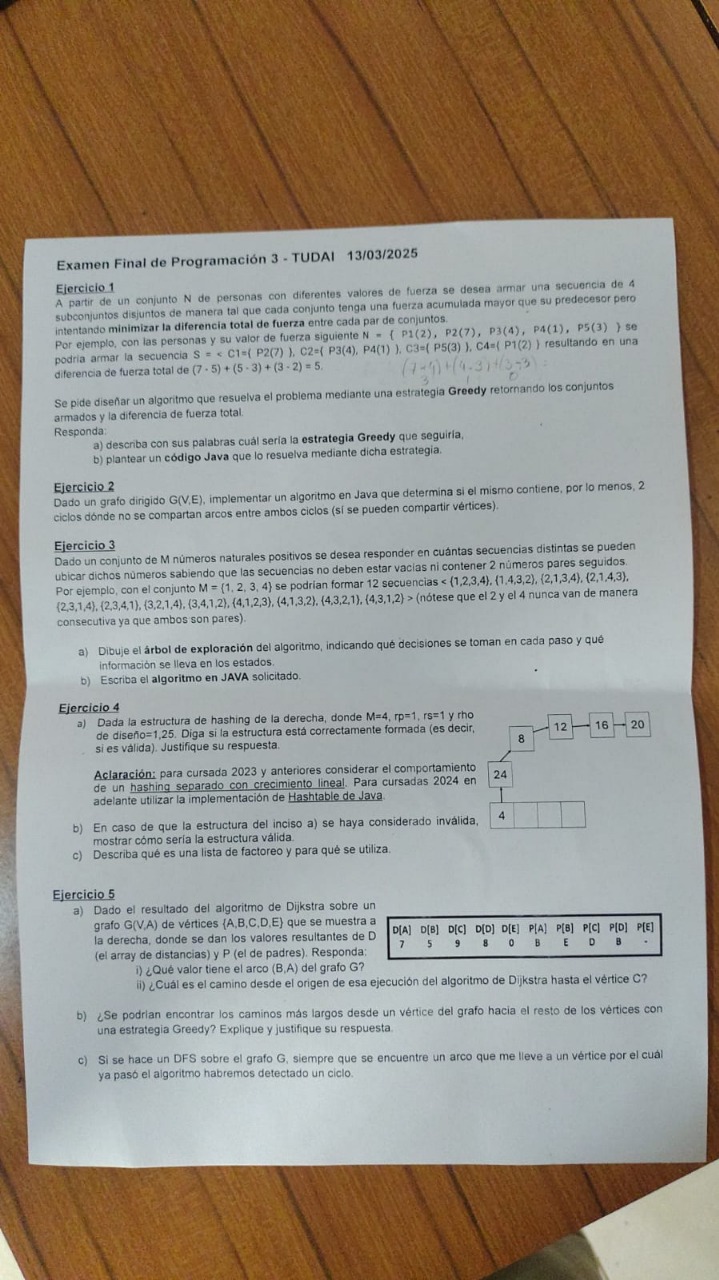 Examen Final de Programación 3 - TUDAI 13/03/2025
Ejercicio 1
A partir de un conjunto N de personas con diferentes valores de fuerza se desea armar una secuencia de 4
subconjuntos disjuntos de manera tal que cada conjunto tenga una fuerza acumulada mayor que su predecesor pero
intentando minimizar la diferencia total de fuerza entre cada par de conjuntos.
Por ejemplo, con las personas y su valor de fuerza siguiente N = { P1(2), P2(7), P3(4), P4(1), P5(3) } se
podría armar la secuencia S = < C1={ P2(7) }, C2={ P3(4), P4(1) }, C3={ P5(3) }, C4={ P1(2) } resultando en una
diferencia de fuerza total de (7 - 5) + (5 - 3) + (3 - 2) = 5.
(7-4)+(4-3)+(3-3)
3 1 0
Se pide diseñar un algoritmo que resuelva el problema mediante una estrategia Greedy retornando los conjuntos
armados y la diferencia de fuerza total.
Responda:
a) describa con sus palabras cuál sería la estrategia Greedy que seguiría,
b) plantear un código Java que lo resuelva mediante dicha estrategia.
Ejercicio 2
Dado un grafo dirigido G(V,E), implementar un algoritmo en Java que determina si el mismo contiene, por lo menos, 2
ciclos dónde no se compartan arcos entre ambos ciclos (sí se pueden compartir vértices).
Ejercicio 3
Dado un conjunto de M números naturales positivos se desea responder en cuántas secuencias distintas se pueden
ubicar dichos números sabiendo que las secuencias no deben estar vacías ni contener 2 números pares seguidos.
Por ejemplo, con el conjunto M = {1, 2, 3, 4} se podrían formar 12 secuencias < {1,2,3,4}, {1,4,3,2}, {2,1,3,4}, {2,1,4,3},
{2,3,1,4}, {2,3,4,1}, {3,2,1,4}, {3,4,1,2}, {4,1,2,3}, {4,1,3,2}, {4,3,2,1}, {4,3,1,2} > (nótese que el 2 y el 4 nunca van de manera
consecutiva ya que ambos son pares).
a) Dibuje el árbol de exploración del algoritmo, indicando qué decisiones se toman en cada paso y qué
información se lleva en los estados.
b) Escriba el algoritmo en JAVA solicitado.
Ejercicio 4
a) Dada la estructura de hashing de la derecha, donde M=4, rp=1, rs=1 y rho
de diseño=1,25. Diga si la estructura está correctamente formada (es decir,
si es válida). Justifique su respuesta.
Aclaración: para cursada 2023 y anteriores considerar el comportamiento
de un hashing separado con crecimiento lineal. Para cursadas 2024 en
adelante utilizar la implementación de Hashtable de Java.
8 12 16 20
24
4
b) En caso de que la estructura del inciso a) se haya considerado inválida,
mostrar cómo sería la estructura válida.
c) Describa qué es una lista de factoreo y para qué se utiliza.
Ejercicio 5
a) Dado el resultado del algoritmo de Dijkstra sobre un
grafo G(V,A) de vértices {A,B,C,D,E} que se muestra a
la derecha, donde se dan los valores resultantes de D
(el array de distancias) y P (el de padres). Responda:
D[A] D[B] D[C] D[D] D[E] P[A] P[B] P[C] P[D] P[E]
7 5 9 8 0 B E D B -
i) ¿Qué valor tiene el arco (B,A) del grafo G?
ii) ¿Cuál es el camino desde el origen de esa ejecución del algoritmo de Dijkstra hasta el vértice C?
b) ¿Se podrían encontrar los caminos más largos desde un vértice del grafo hacia el resto de los vértices con
una estrategia Greedy? Explique y justifique su respuesta.
c) Si se hace un DFS sobre el grafo G, siempre que se encuentre un arco que me lleve a un vértice por el cuál
ya pasó el algoritmo habremos detectado un ciclo.